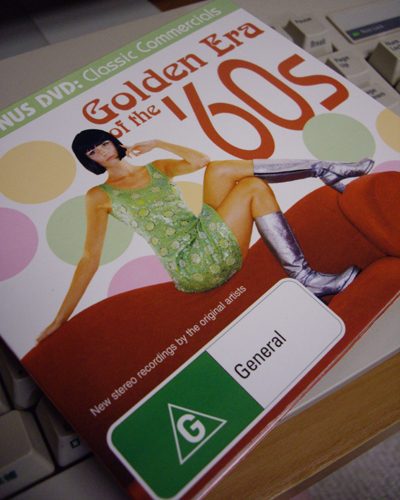 NUS DVD: Classic Commercials
Golden Era
of the '60s
New stereo recordings by the original artists
G
General